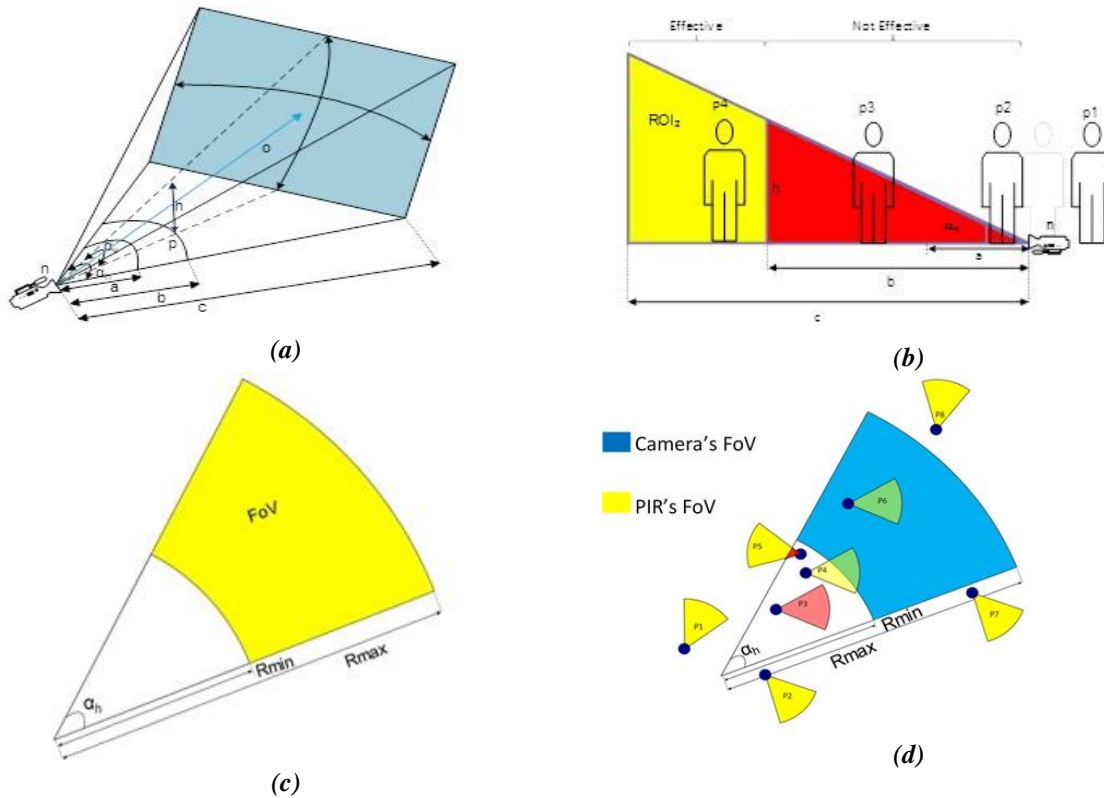 o
h
p
n
a
b
c
(a)
Effective
Not Effective
p4
p3
p2
p1
ROI₂
h
n
a
b
c
(b)
FoV
Rmin
Rmax
αh
(c)
Camera's FoV
PIR's FoV
P8
P6
P5
P4
P3
P1
P7
P2
αh
Rmin
Rmax
(d)